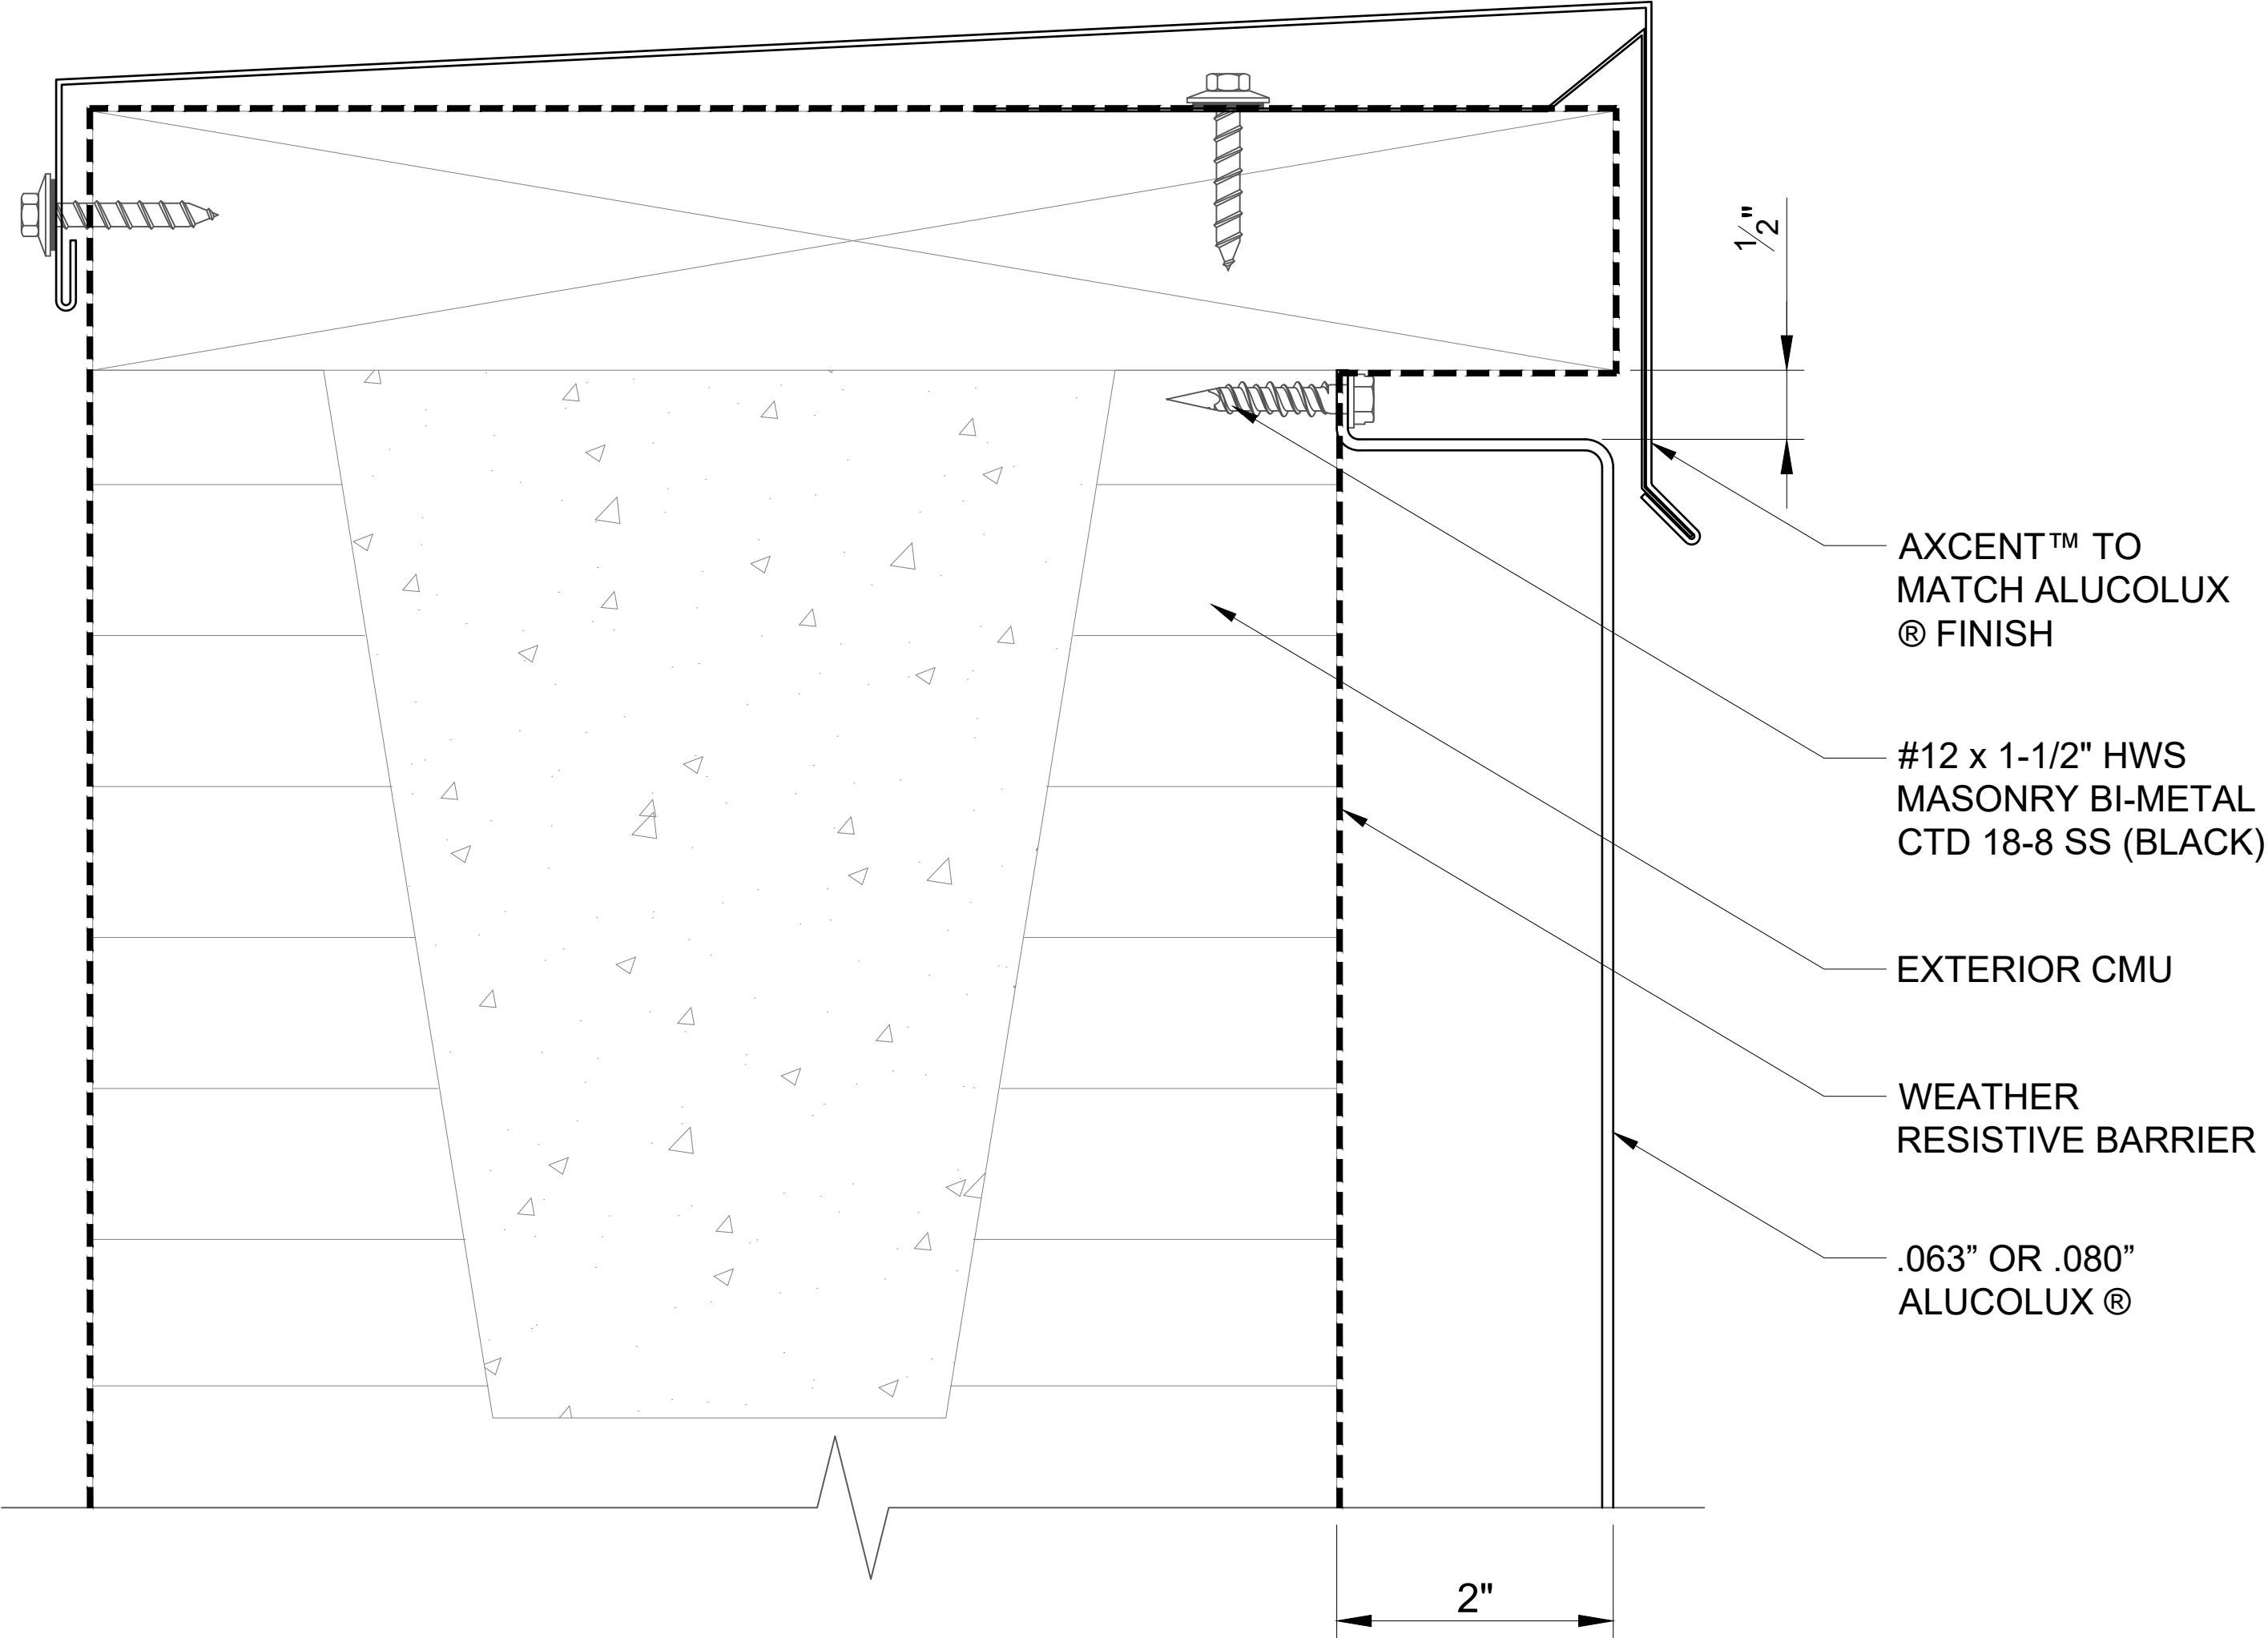 1/2"
AXCENT™ TO
MATCH ALUCOLUX
® FINISH
#12 x 1-1/2" HWS
MASONRY BI-METAL
CTD 18-8 SS (BLACK)
EXTERIOR CMU
WEATHER
RESISTIVE BARRIER
.063” OR .080”
ALUCOLUX ®
2"